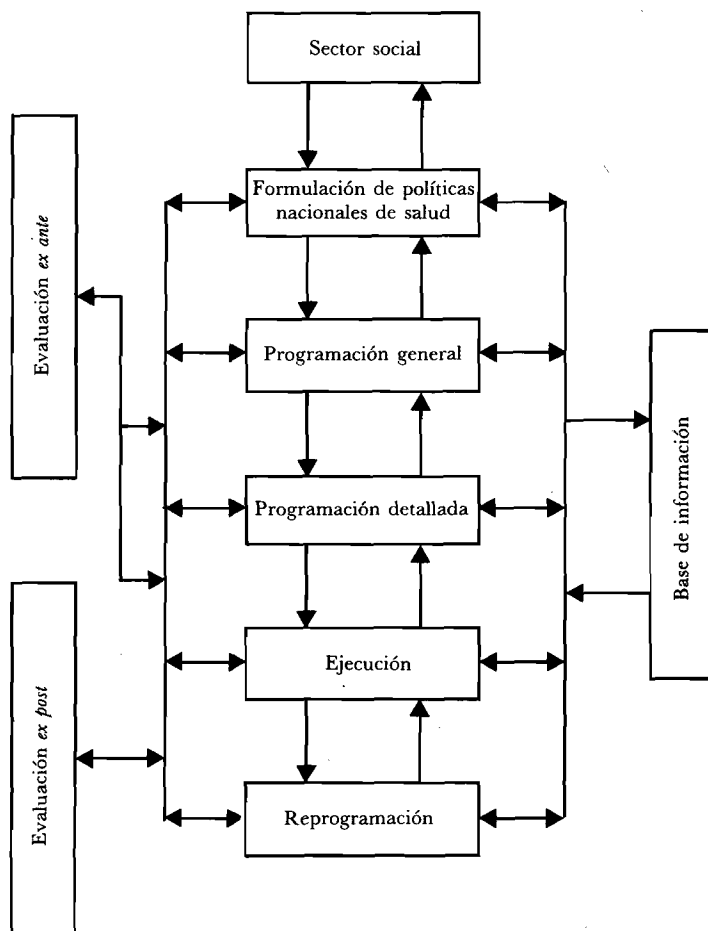 Sector social
Formulación de políticas
nacionales de salud
Evaluación ex ante
Programación general
Programación detallada
Base de información
Ejecución
Evaluación ex post
Reprogramación